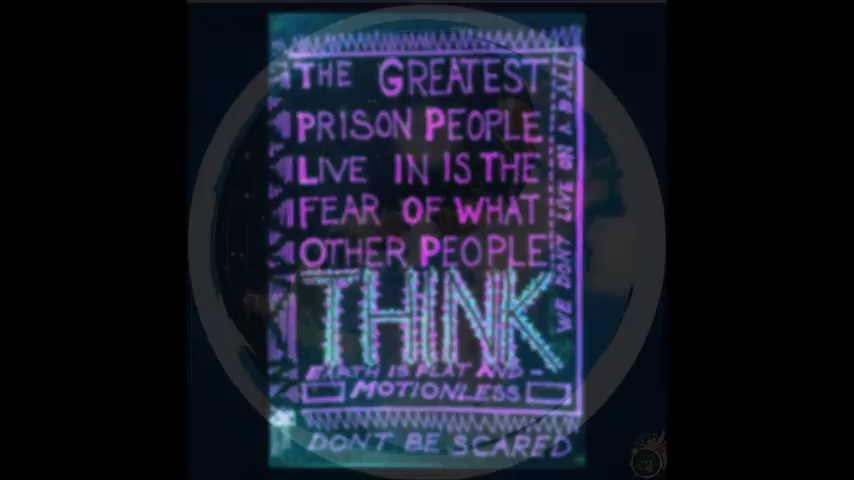 THE GREATEST
PRISON PEOPLE
LIVE IN IS THE
FEAR OF WHAT
OTHER PEOPLE
THINK
EARTH IS FLAT AND -
MOTIONLESS
DONT BE SCARED
WE DONT LIVE ON A BALL